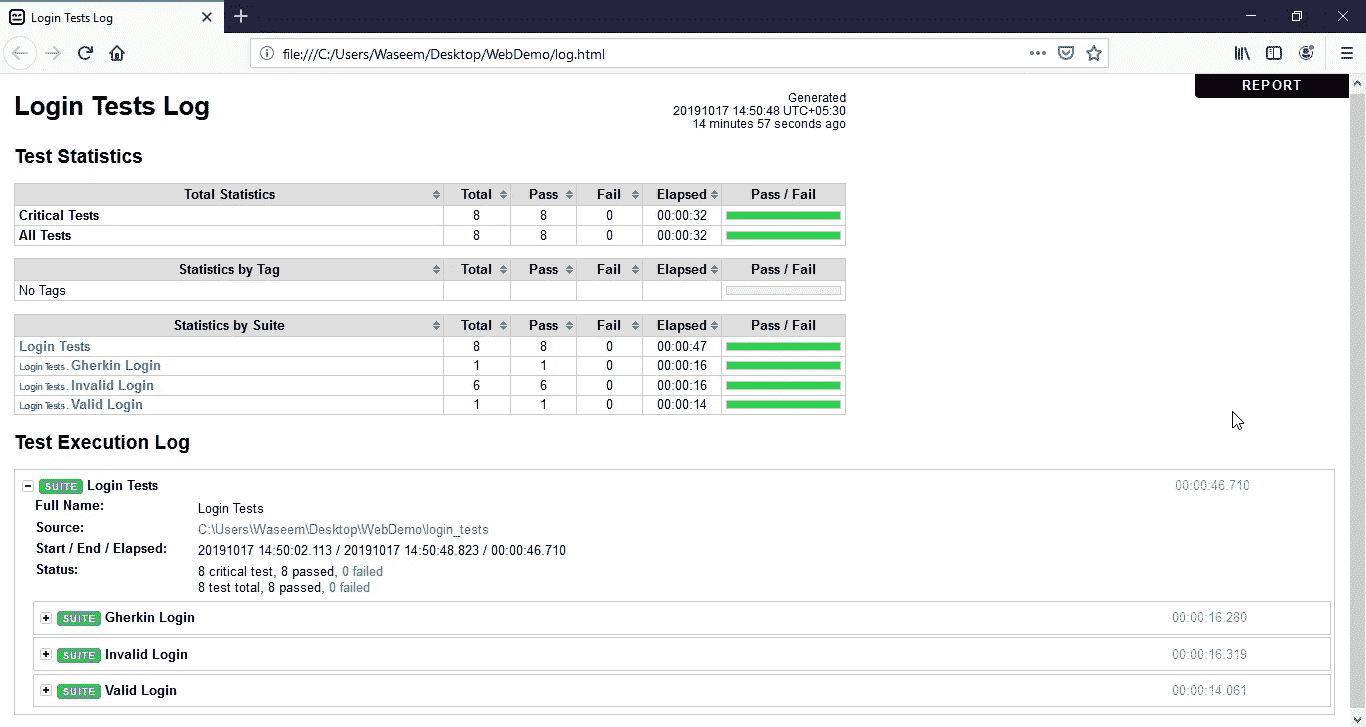 Login Tests Log
file:///C:/Users/Waseem/Desktop/WebDemo/log.html
REPORT
Login Tests Log
Generated
20191017 14:50:48 UTC+05:30
14 minutes 57 seconds ago
Test Statistics
Total Statistics Total Pass Fail Elapsed Pass / Fail
Critical Tests 8 8 0 00:00:32
All Tests 8 8 0 00:00:32
Statistics by Tag Total Pass Fail Elapsed Pass / Fail
No Tags
Statistics by Suite Total Pass Fail Elapsed Pass / Fail
Login Tests 8 8 0 00:00:47
Login Tests . Gherkin Login 1 1 0 00:00:16
Login Tests . Invalid Login 6 6 0 00:00:16
Login Tests . Valid Login 1 1 0 00:00:14
Test Execution Log
SUITE Login Tests 00:00:46.710
Full Name: Login Tests
Source: C:\Users\Waseem\Desktop\WebDemo\login_tests
Start / End / Elapsed: 20191017 14:50:02.113 / 20191017 14:50:48.823 / 00:00:46.710
Status: 8 critical test, 8 passed, 0 failed
8 test total, 8 passed, 0 failed
SUITE Gherkin Login 00:00:16.280
SUITE Invalid Login 00:00:16.319
SUITE Valid Login 00:00:14.061